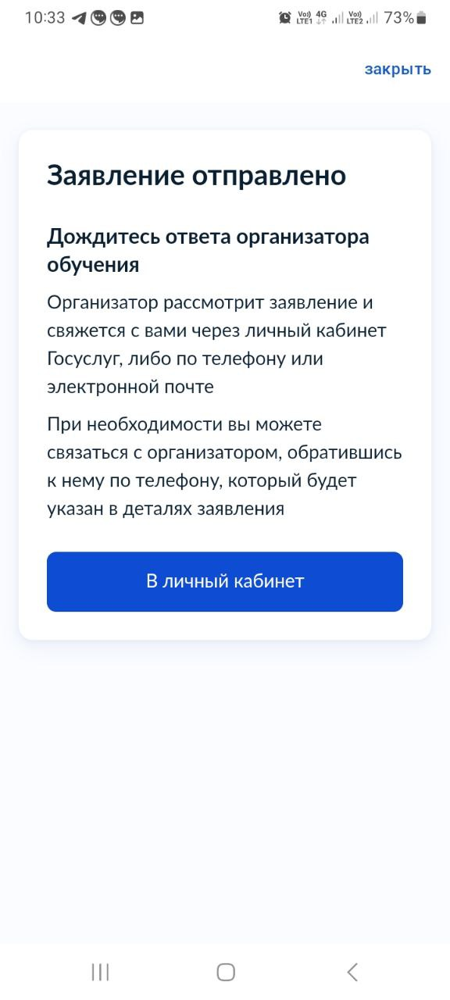 10:33
Vo)) LTE1 4G Vo)) LTE2 73%
закрыть
Заявление отправлено
Дождитесь ответа организатора
обучения
Организатор рассмотрит заявление и
свяжется с вами через личный кабинет
Госуслуг, либо по телефону или
электронной почте
При необходимости вы можете
связаться с организатором, обратившись
к нему по телефону, который будет
указан в деталях заявления
В личный кабинет